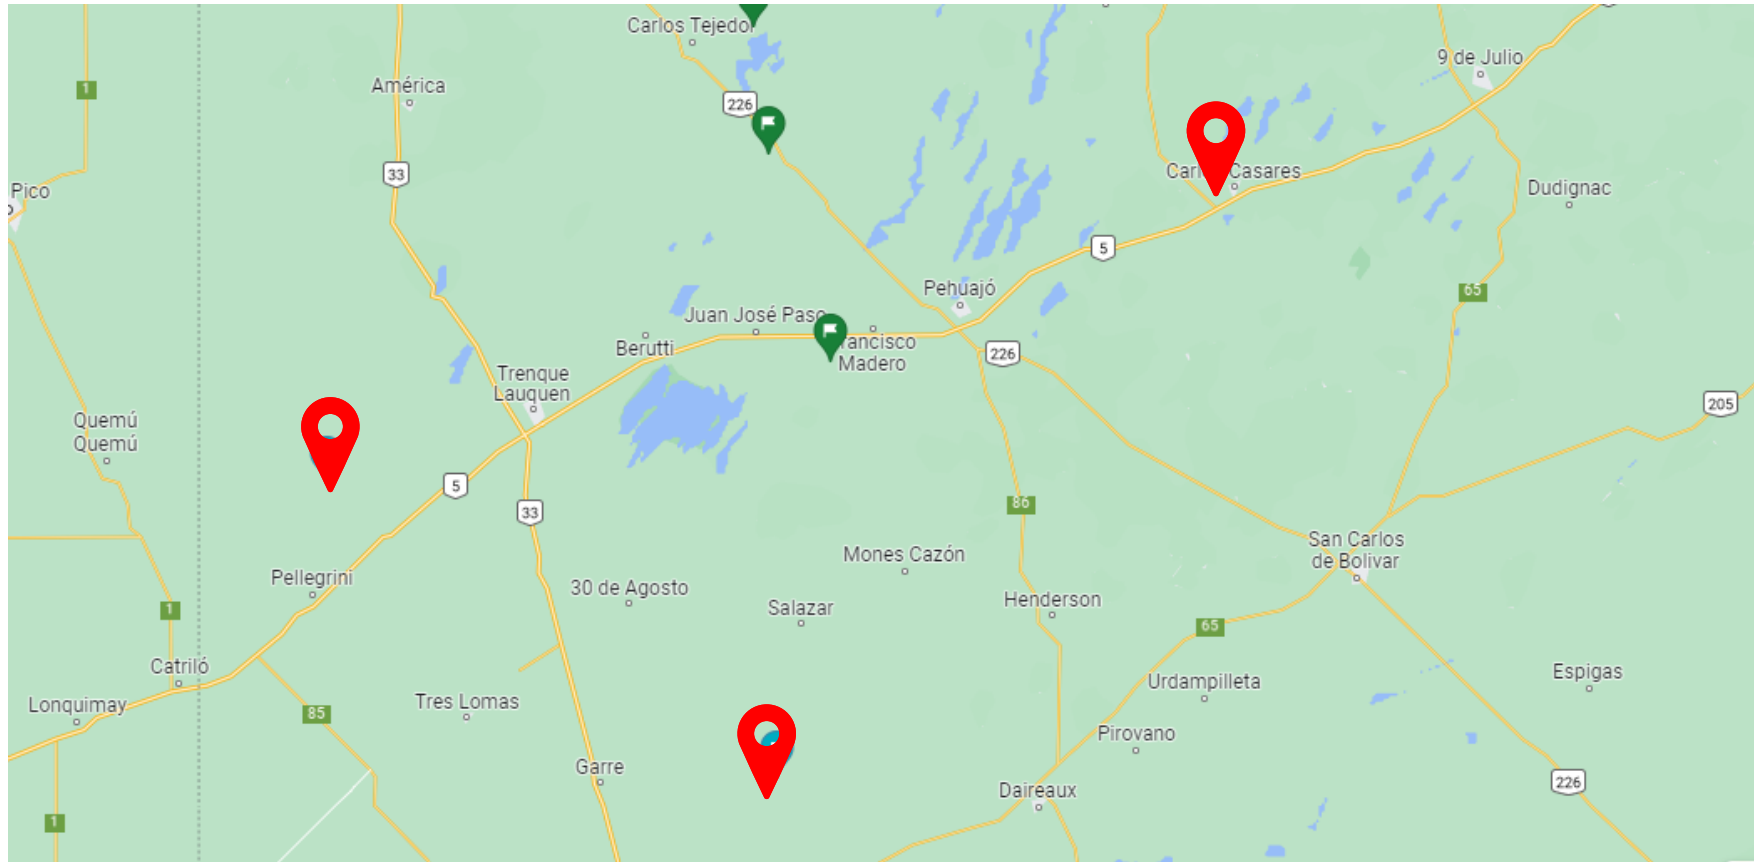 Carlos Tejedor
9 de Julio
América
1
226
33
Pico
Casares
Dudignac
5
Pehuajó
65
Juan José Paso
Francisco
Madero
Berutti
226
Trenque
Lauquen
205
Quemú
Quemú
5
33
86
San Carlos
de Bolivar
Mones Cazón
Pellegrini
30 de Agosto
Salazar
Henderson
1
65
Catriló
Espigas
Urdampilleta
Lonquimay
Tres Lomas
85
Pirovano
Garre
226
Daireaux
1